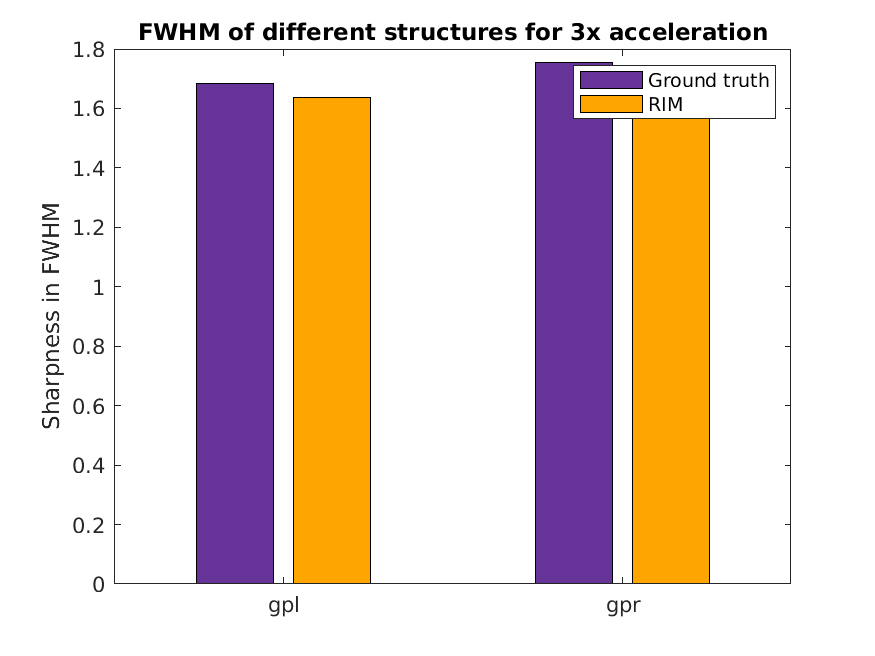 FWHM of different structures for 3x acceleration
1.8
1.6
1.4
1.2
1
0.8
0.6
0.4
0.2
0
Sharpness in FWHM
Ground truth
RIM
gpl
gpr